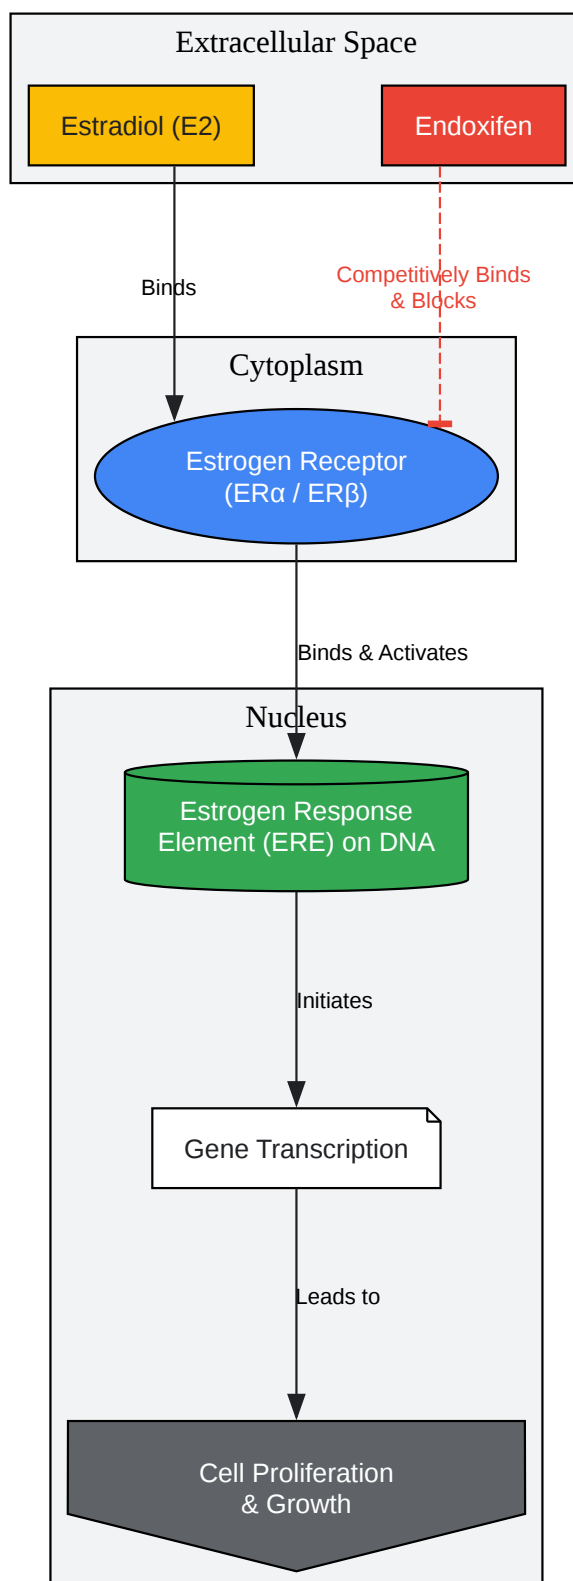 Extracellular Space
Estradiol (E2)
Endoxifen
Binds
Competitively Binds
& Blocks
Cytoplasm
Estrogen Receptor
(ERα / ERβ)
Binds & Activates
Nucleus
Estrogen Response
Element (ERE) on DNA
Initiates
Gene Transcription
Leads to
Cell Proliferation
& Growth